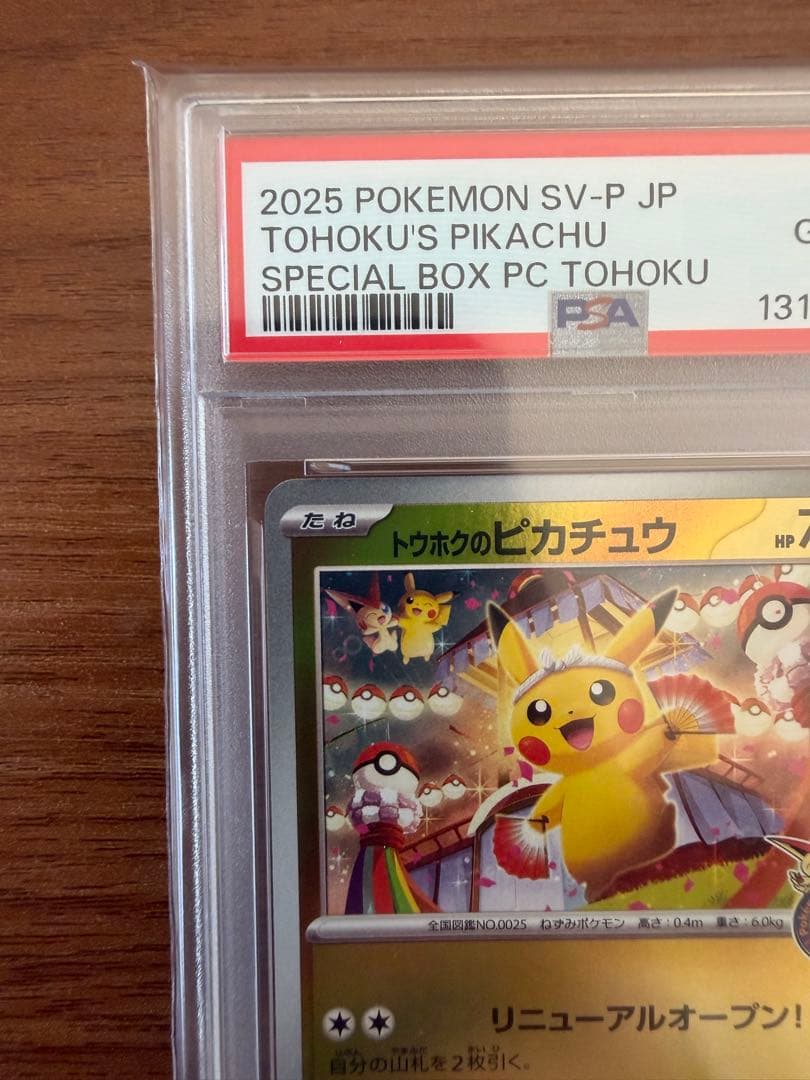 2025 POKEMON SV-P JP
TOHOKU'S PIKACHU
SPECIAL BOX PC TOHOKU
PSA
131
たね
トウホクのピカチュウ
HP
全国図鑑NO.0025 ねずみポケモン 高さ:0.4m 重さ:6.0kg
リニューアルオープン!
自分の山札を2枚引く。